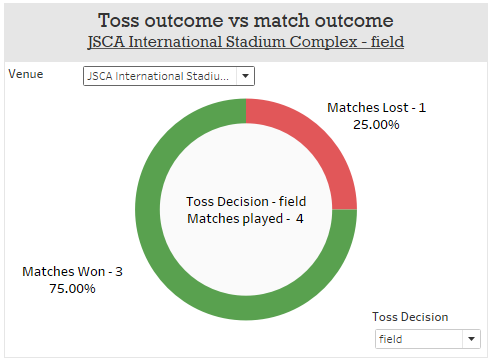 Toss outcome vs match outcome
JSCA International Stadium Complex - field
Venue
JSCA International Stadiu...
Matches Lost - 1
25.00%
Toss Decision - field
Matches played - 4
Matches Won - 3
75.00%
Toss Decision
field